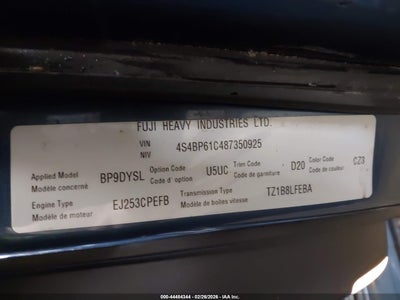 FUJI HEAVY INDUSTRIES LTD.
VIN
NIV
4S4BP61C487350925
Applied Model
Modèle concerné
BP9DYSL
Option Code
Code d' option
U5UC
Trim Code
Code de garniture
D20
Color Code
Code de couleur
CZ3
Engine Type
Modèle de moteur
EJ253CPEFB
Transmission Type
Modèle de boîtes vitesse
TZ1B8LFEBA
000-44484344 - 02/26/2026 - IAAI.COM